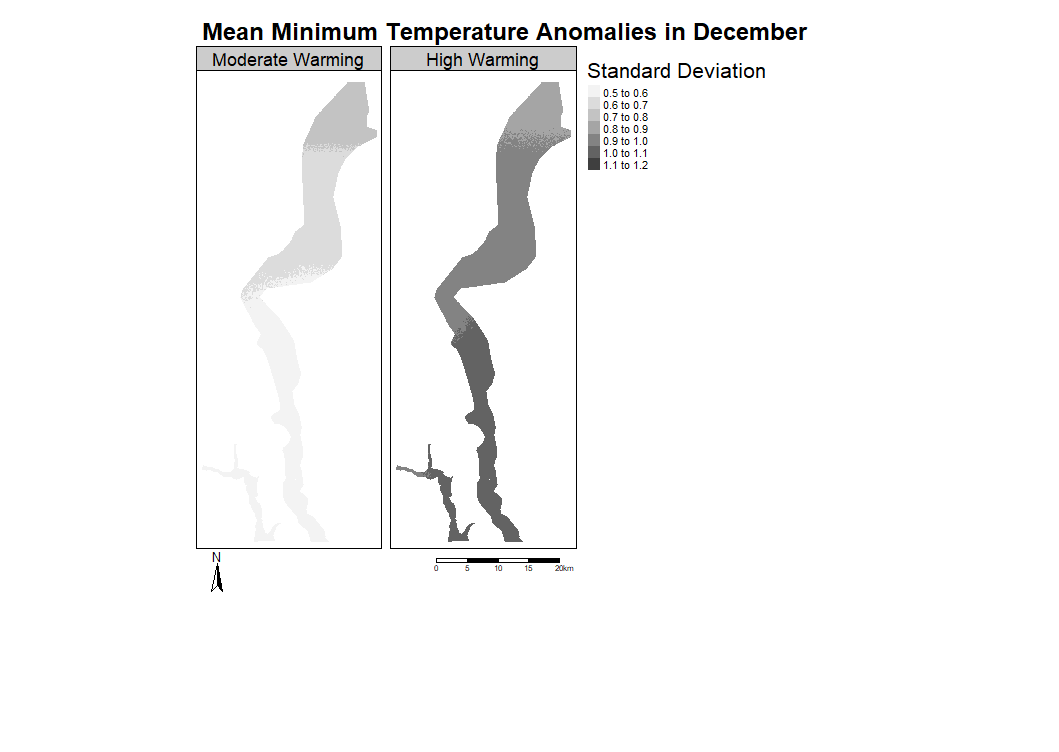 Mean Minimum Temperature Anomalies in December
Moderate Warming
High Warming
Standard Deviation
0.5 to 0.6
0.6 to 0.7
0.7 to 0.8
0.8 to 0.9
0.9 to 1.0
1.0 to 1.1
1.1 to 1.2
N
0 5 10 15 20km